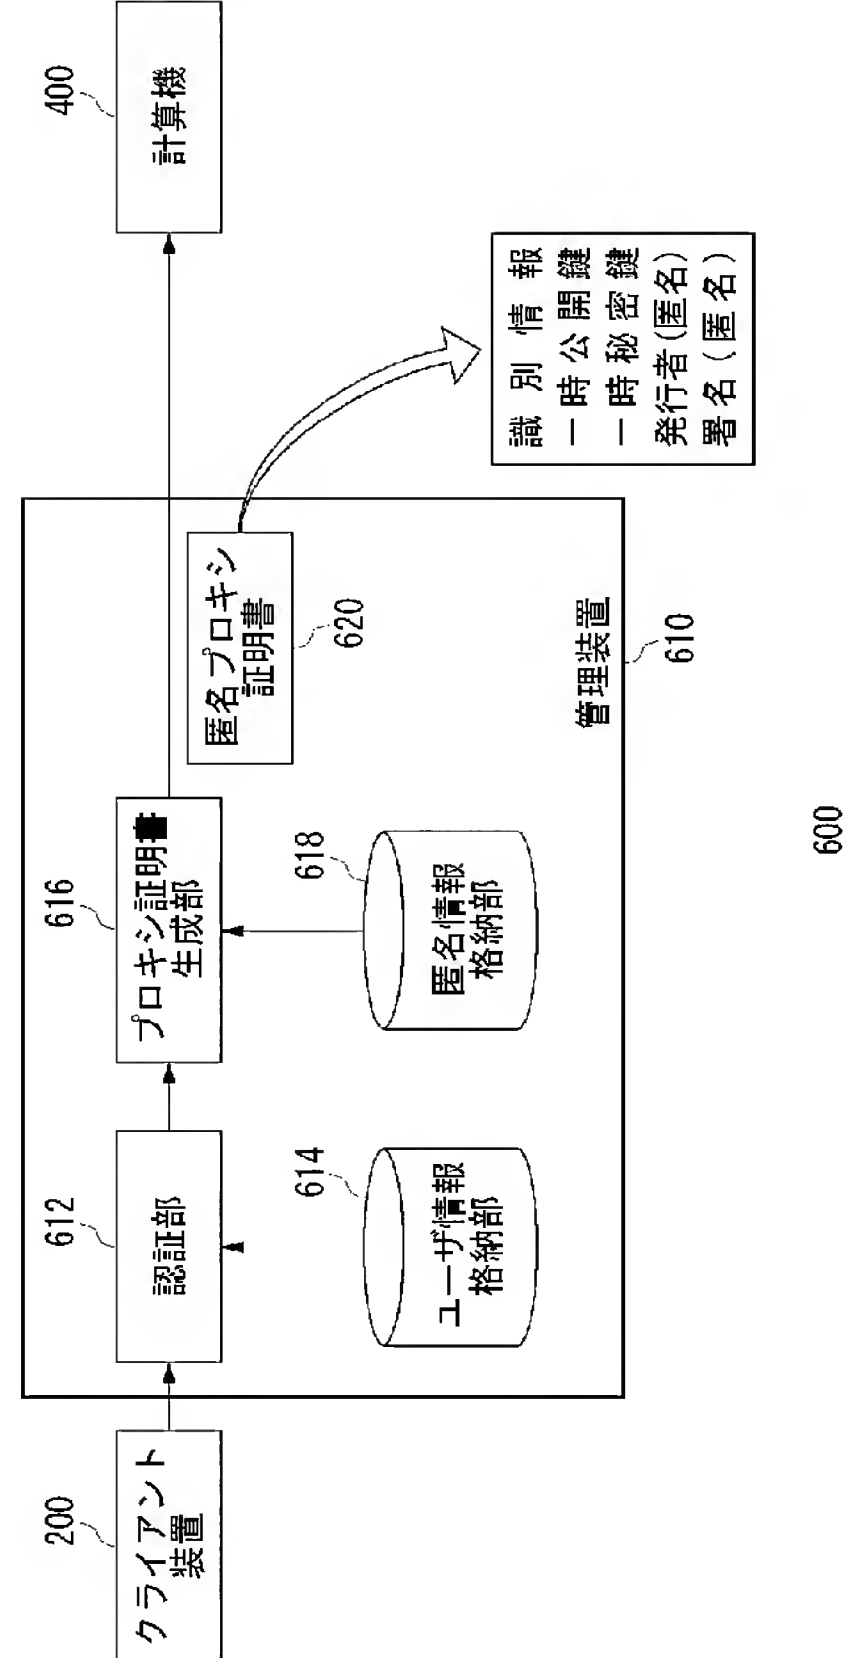 200
クライアント
装置
612
認証部
614
ユーザ情報
格納部
616
プロキシ証明書
生成部
618
匿名情報
格納部
匿名プロキシ
証明書
620
管理装置
610
400
計算機
識別情報
一時公開鍵
一時秘密鍵
発行者(匿名)
署名(匿名)
600